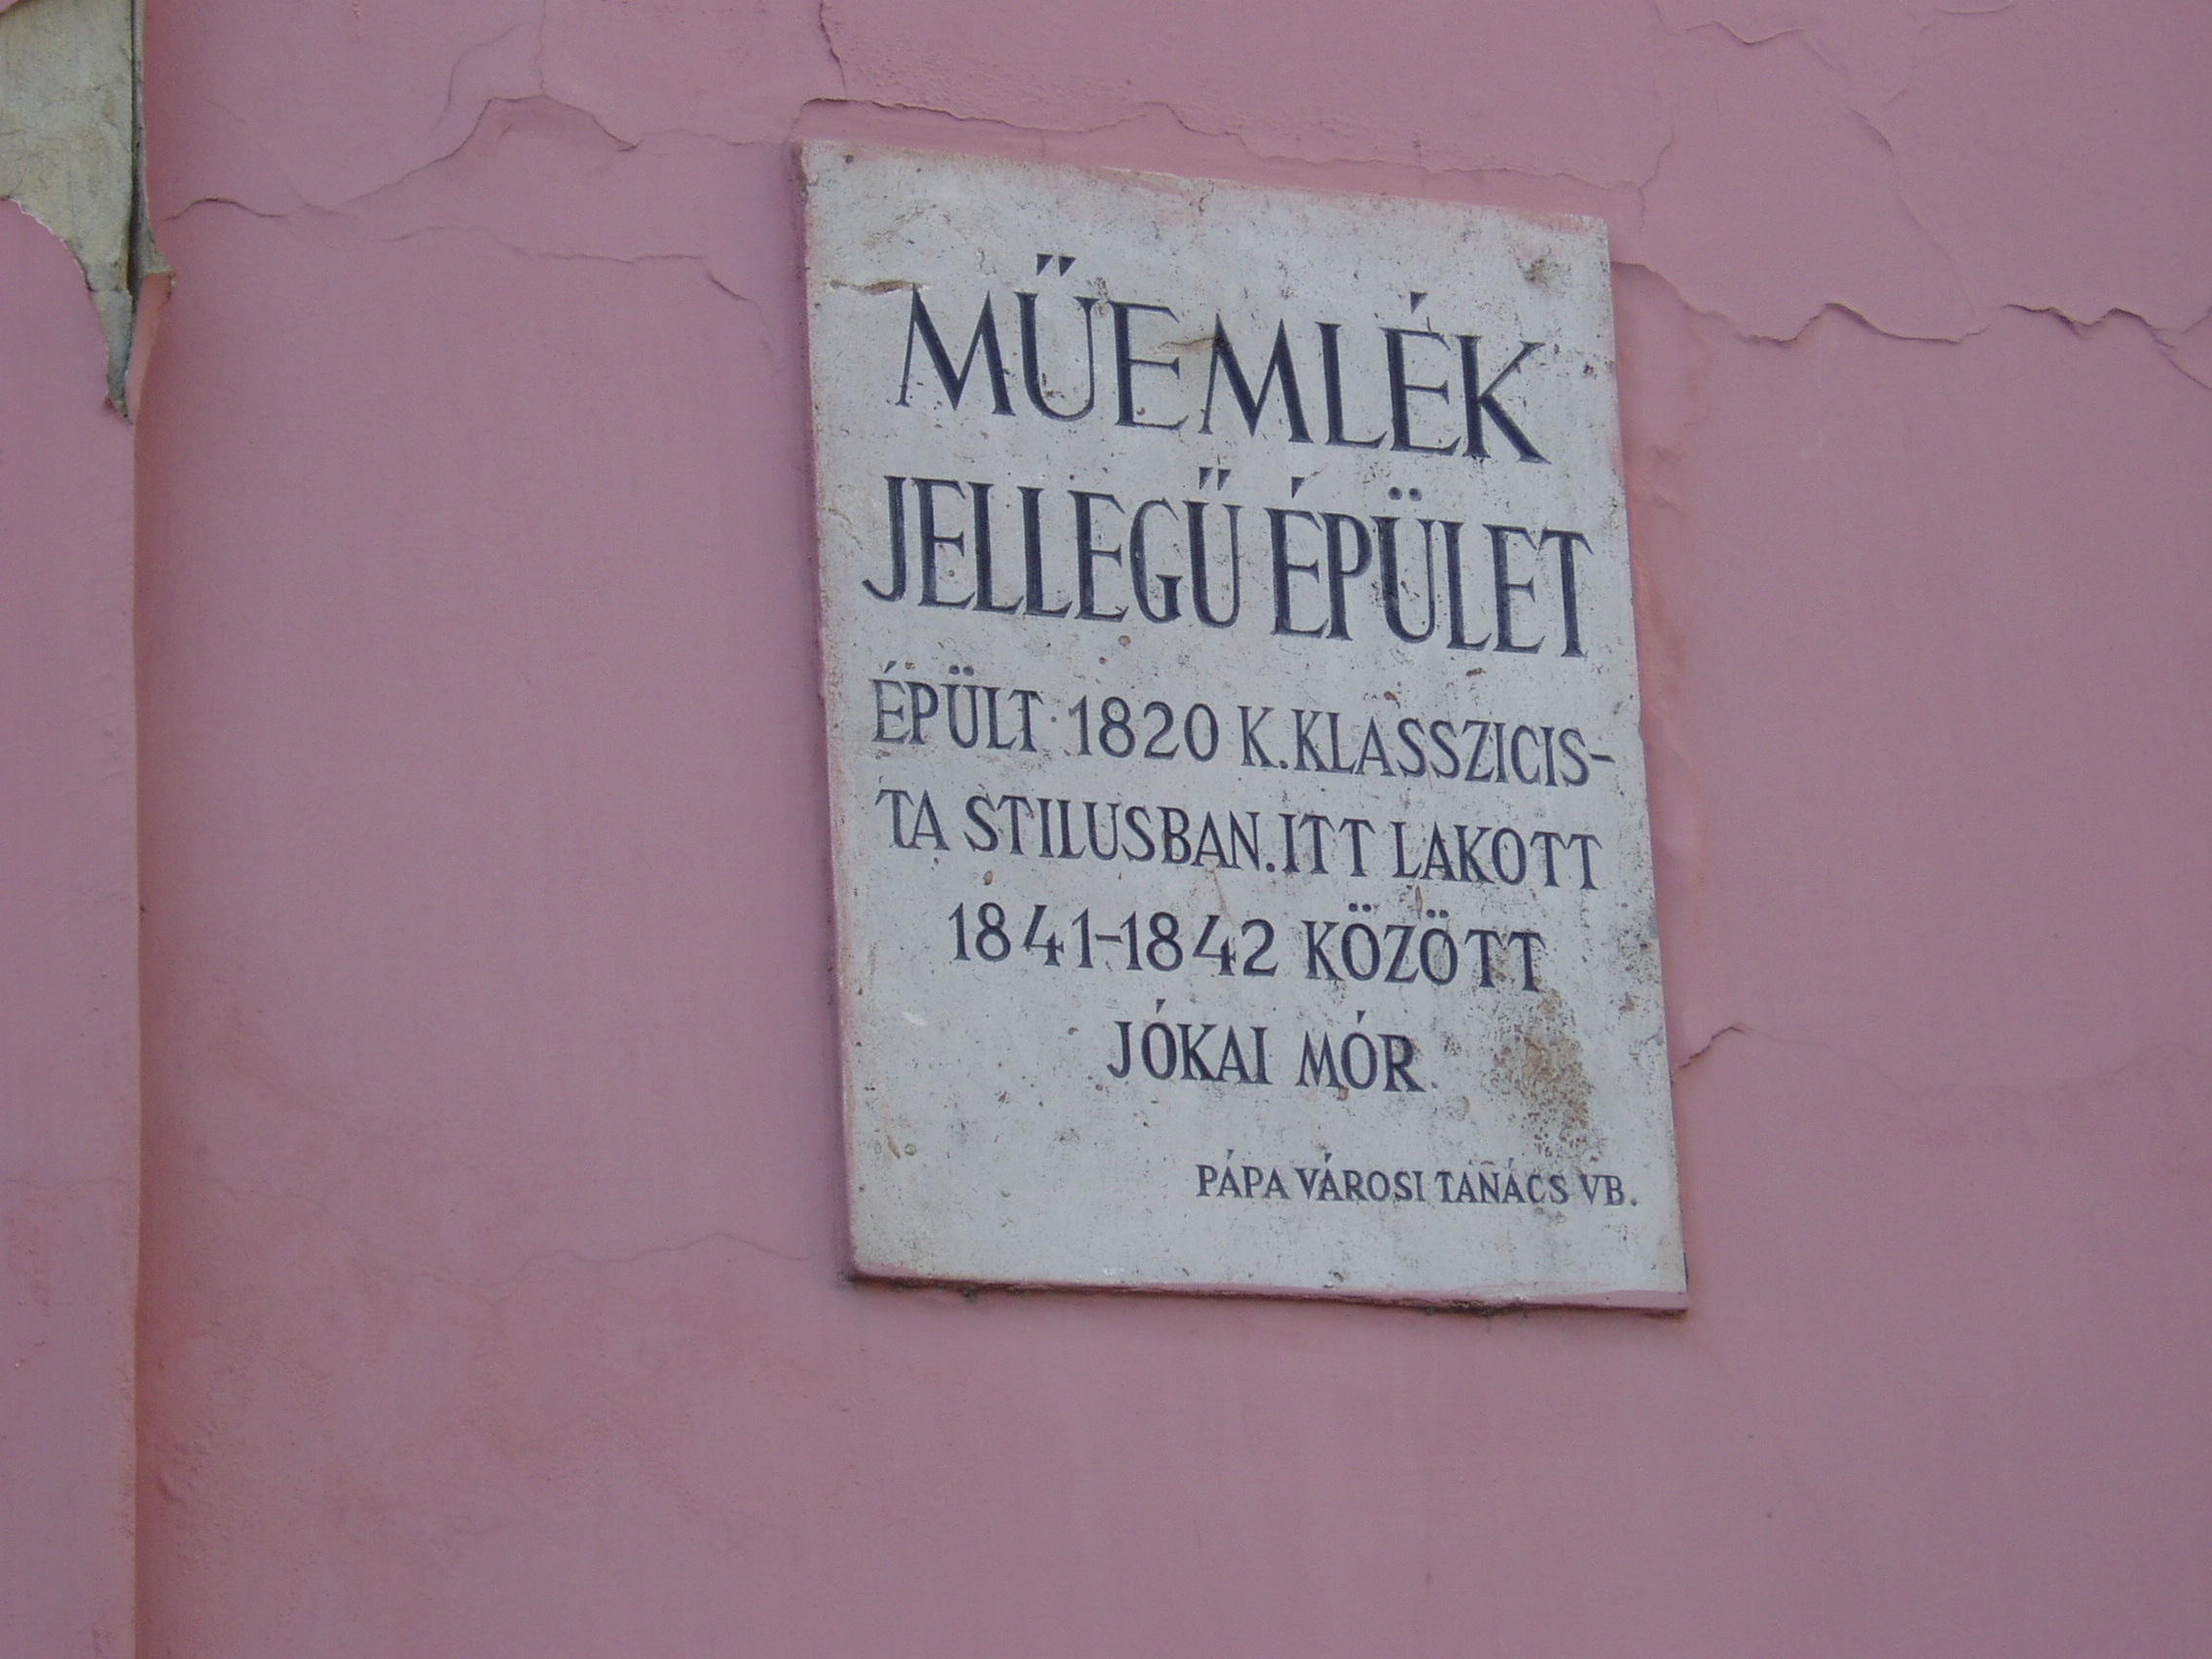 MŰEMLÉK
JELLEGŰ ÉPÜLET
ÉPÜLT 1820 K. KLASSZICIS-
TA STILUSBAN. ITT LAKOTT
1841-1842 KÖZÖTT
JÓKAI MÓR.
PÁPA VÁROSI TANÁCS VB.